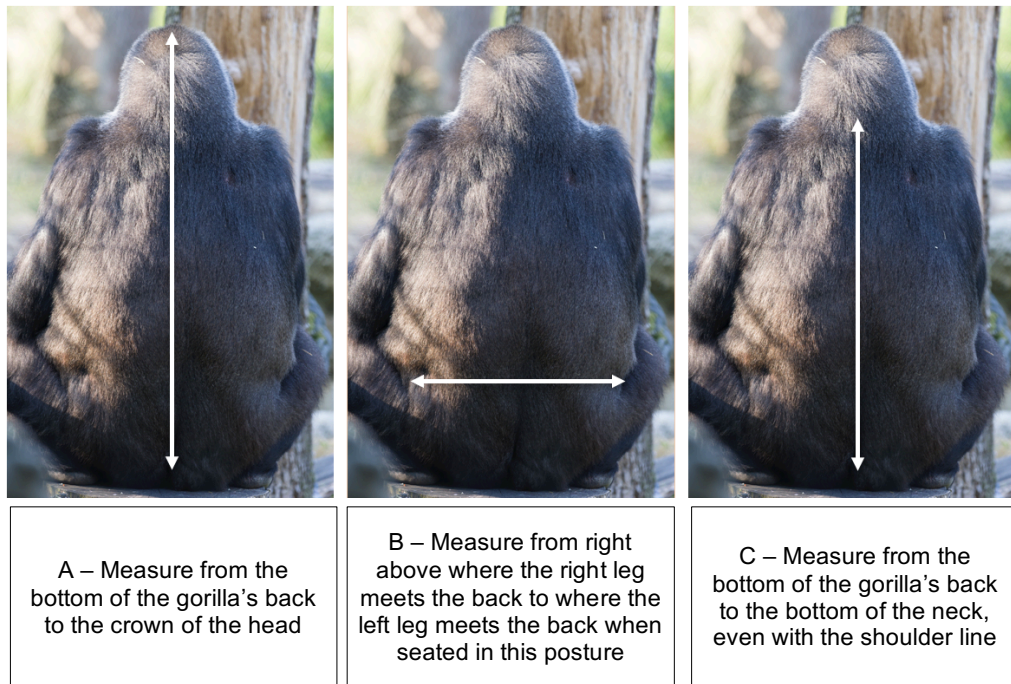 A – Measure from the
bottom of the gorilla’s back
to the crown of the head
B – Measure from right
above where the right leg
meets the back to where the
left leg meets the back when
seated in this posture
C – Measure from the
bottom of the gorilla’s back
to the bottom of the neck,
even with the shoulder line